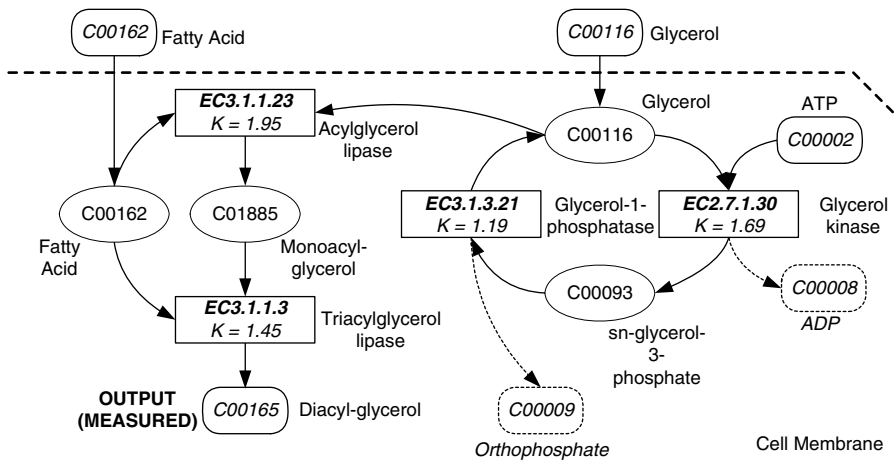 C00162
Fatty Acid
C00116
Glycerol
EC3.1.1.23
K = 1.95
Acylglycerol
lipase
Glycerol
C00116
ATP
C00002
C00162
Fatty
Acid
C01885
Monoacyl-
glycerol
EC3.1.3.21
K = 1.19
Glycerol-1-
phosphatase
EC2.7.1.30
K = 1.69
Glycerol
kinase
EC3.1.1.3
K = 1.45
Triacylglycerol
lipase
C00093
sn-glycerol-
3-
phosphate
C00008
ADP
OUTPUT
(MEASURED)
C00165
Diacyl-glycerol
C00009
Orthophosphate
Cell Membrane